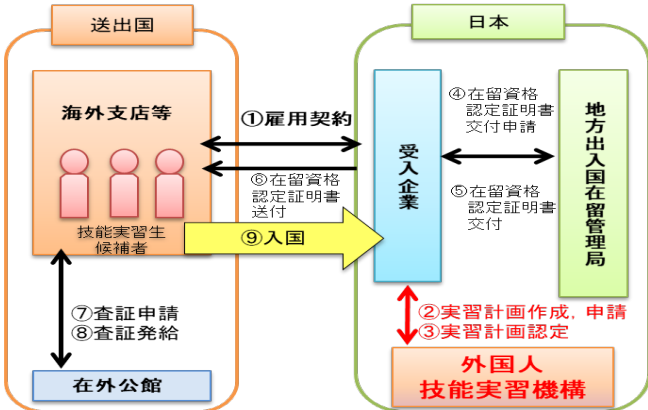 送出国
日本
海外支店等
技能実習生
候補者
①雇用契約
⑥在留資格
認定証明書
送付
⑨入国
受入企業
④在留資格
認定証明書
交付申請
⑤在留資格
認定証明書
交付
地方出入国在留管理局
⑦査証申請
⑧査証発給
在外公館
②実習計画作成，申請
③実習計画認定
外国人
技能実習機構